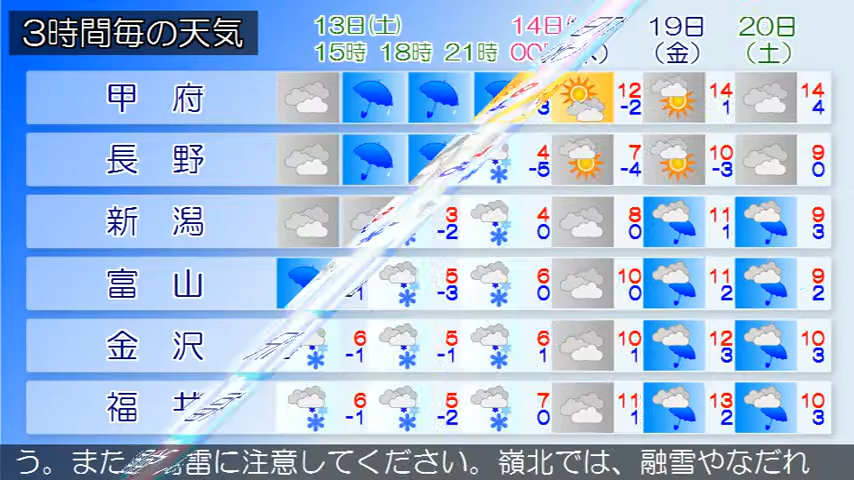 3時間毎の天気
13日(土) 14日 19日 20日
15時 18時 21時 00 (金) (土)
甲府 3 12 -2 14 1 14 4
長野 4 -5 7 -4 10 -3 9 0
新潟 3 -2 4 0 8 0 11 1 9 3
富山 -1 5 -3 6 0 10 0 11 2 9 2
金沢 6 -1 5 -1 6 1 10 1 12 3 10 3
福井 6 -1 5 -2 7 0 11 1 13 2 10 3
う。また 雷に注意してください。嶺北では、融雪やなだれ